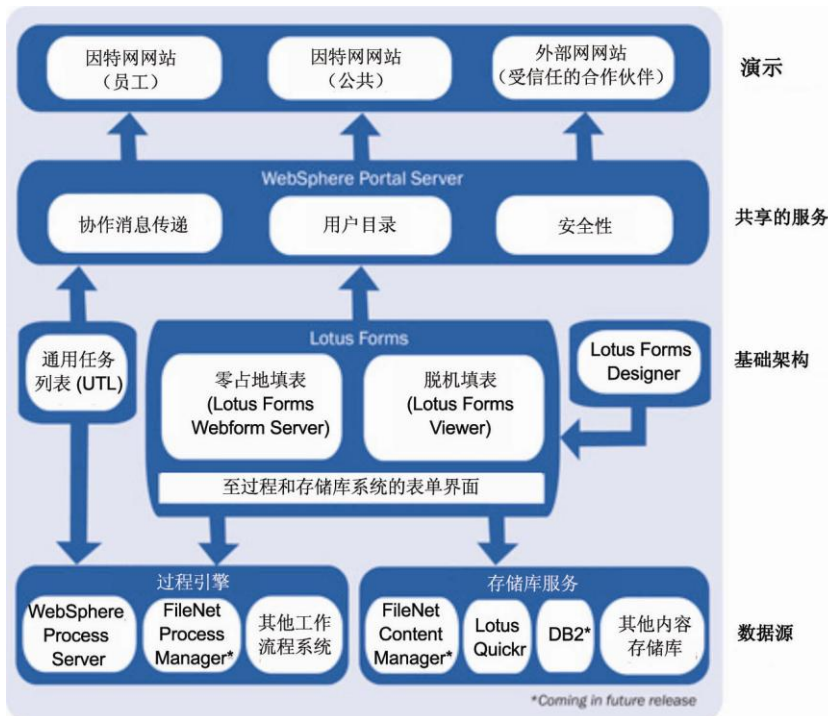 因特网网站
（员工）
因特网网站
（公共）
外部网网站
（受信任的合作伙伴）
演示
WebSphere Portal Server
协作消息传递
用户目录
安全性
共享的服务
通用任务
列表 (UTL)
Lotus Forms
零占地填表
(Lotus Forms
Webform Server)
脱机填表
(Lotus Forms
Viewer)
至过程和存储库系统的表单界面
Lotus Forms
Designer
基础架构
过程引擎
WebSphere
Process
Server
FileNet
Process
Manager*
其他工作
流程系统
存储库服务
FileNet
Content
Manager*
Lotus
Quickr
DB2*
其他内容
存储库
数据源
*Coming in future release